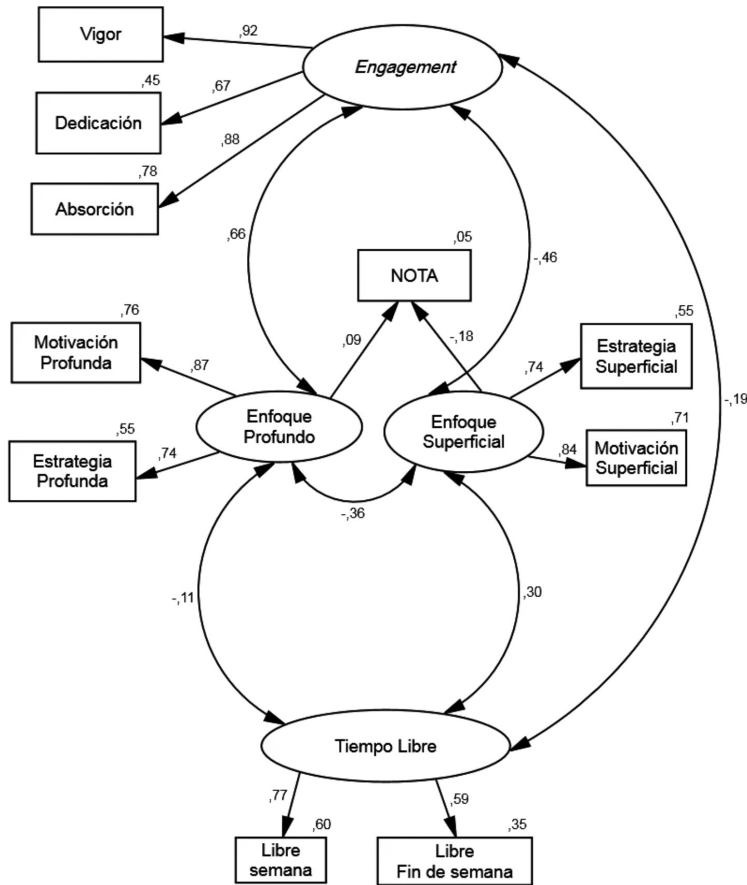 Vigor
,92
Engagement
,45
,67
Dedicación
,88
,78
Absorción
,66
,05
-,46
NOTA
,76
,55
Motivación
Profunda
,09
-,18
Estrategia
Superficial
,87
,74
-,19
Enfoque
Profundo
Enfoque
Superficial
,55
,71
Estrategia
Profunda
,74
,84
Motivación
Superficial
-,36
-,11
,30
Tiempo Libre
,77
,59
,60
,35
Libre
semana
Libre
Fin de semana